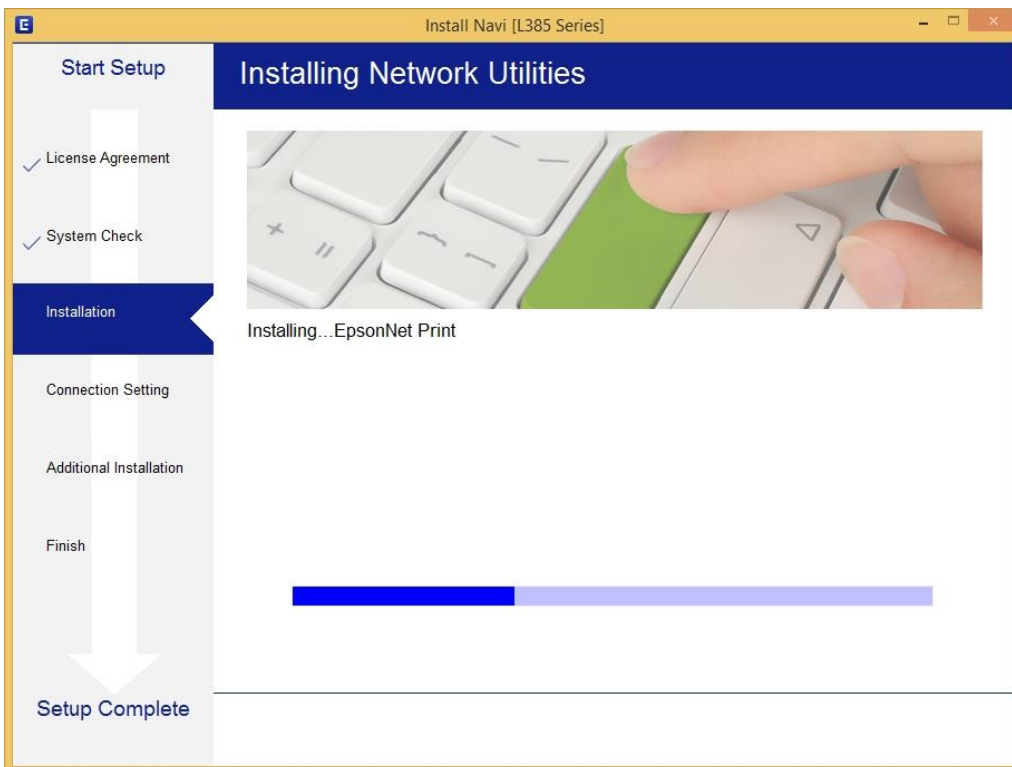 Install Navi [L385 Series]
Start Setup
License Agreement
System Check
Installation
Connection Setting
Additional Installation
Finish
Setup Complete
Installing Network Utilities
Installing...EpsonNet Print